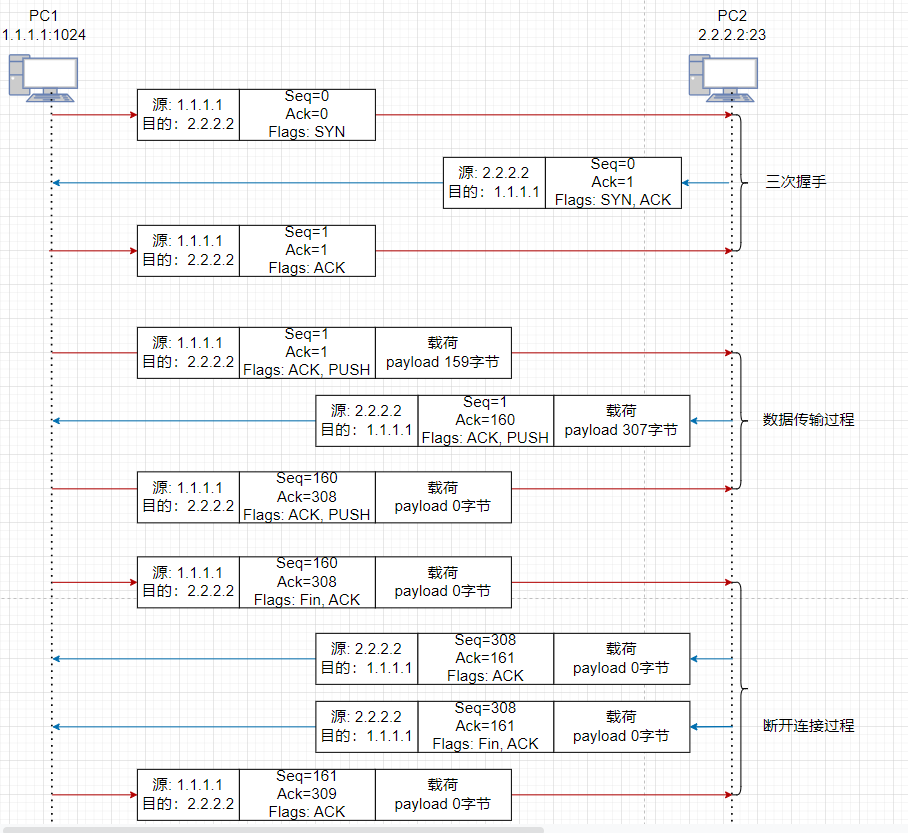 PC1
1.1.1.1:1024
PC2
2.2.2.2:23
源: 1.1.1.1
目的：2.2.2.2
Seq=0
Ack=0
Flags: SYN
源: 2.2.2.2
目的：1.1.1.1
Seq=0
Ack=1
Flags: SYN, ACK
三次握手
源: 1.1.1.1
目的：2.2.2.2
Seq=1
Ack=1
Flags: ACK
源: 1.1.1.1
目的：2.2.2.2
Seq=1
Ack=1
Flags: ACK, PUSH
载荷
payload 159字节
源: 2.2.2.2
目的：1.1.1.1
Seq=1
Ack=160
Flags: ACK, PUSH
载荷
payload 307字节
数据传输过程
源: 1.1.1.1
目的：2.2.2.2
Seq=160
Ack=308
Flags: ACK, PUSH
载荷
payload 0字节
源: 1.1.1.1
目的：2.2.2.2
Seq=160
Ack=308
Flags: Fin, ACK
载荷
payload 0字节
源: 2.2.2.2
目的：1.1.1.1
Seq=308
Ack=161
Flags: ACK
载荷
payload 0字节
源: 2.2.2.2
目的：1.1.1.1
Seq=308
Ack=161
Flags: Fin, ACK
载荷
payload 0字节
断开连接过程
源: 1.1.1.1
目的：2.2.2.2
Seq=161
Ack=309
Flags: ACK
载荷
payload 0字节